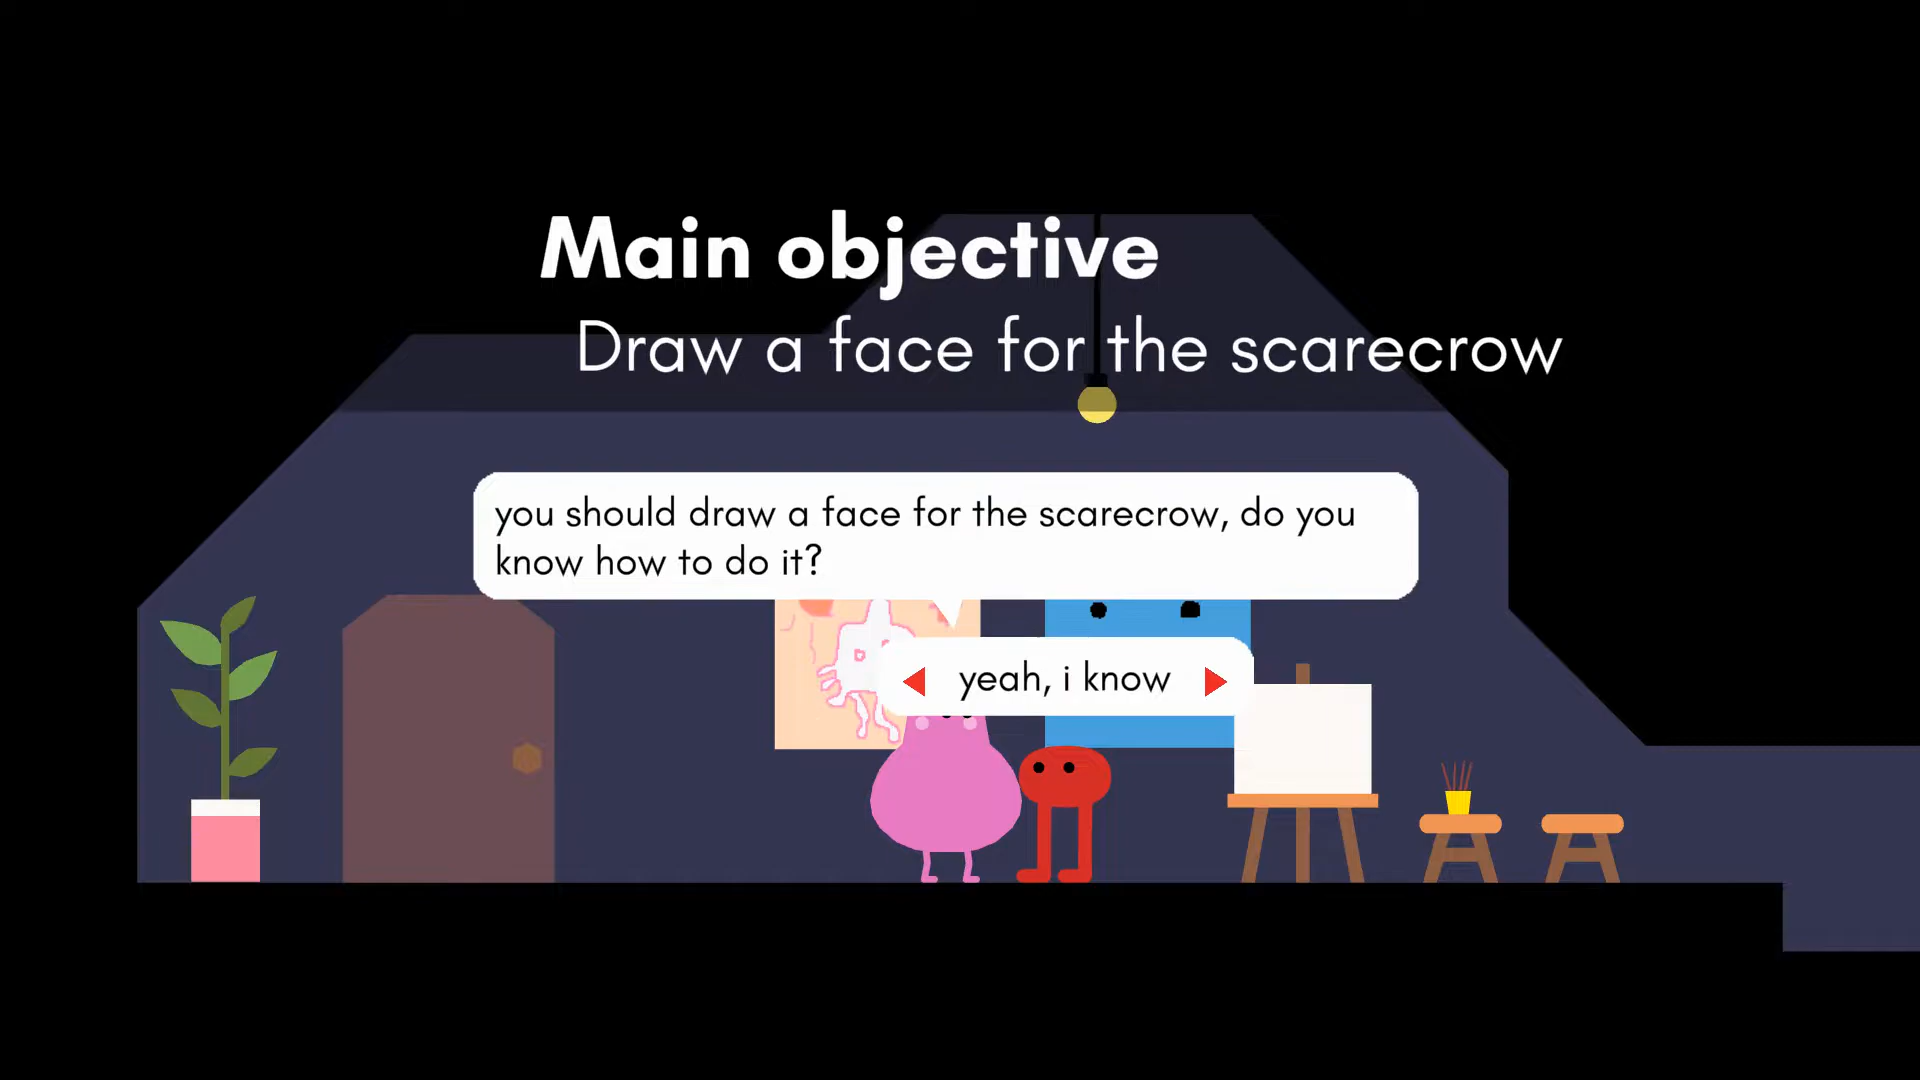 Main objective
Draw a face for the scarecrow
you should draw a face for the scarecrow, do you
know how to do it?
yeah, i know